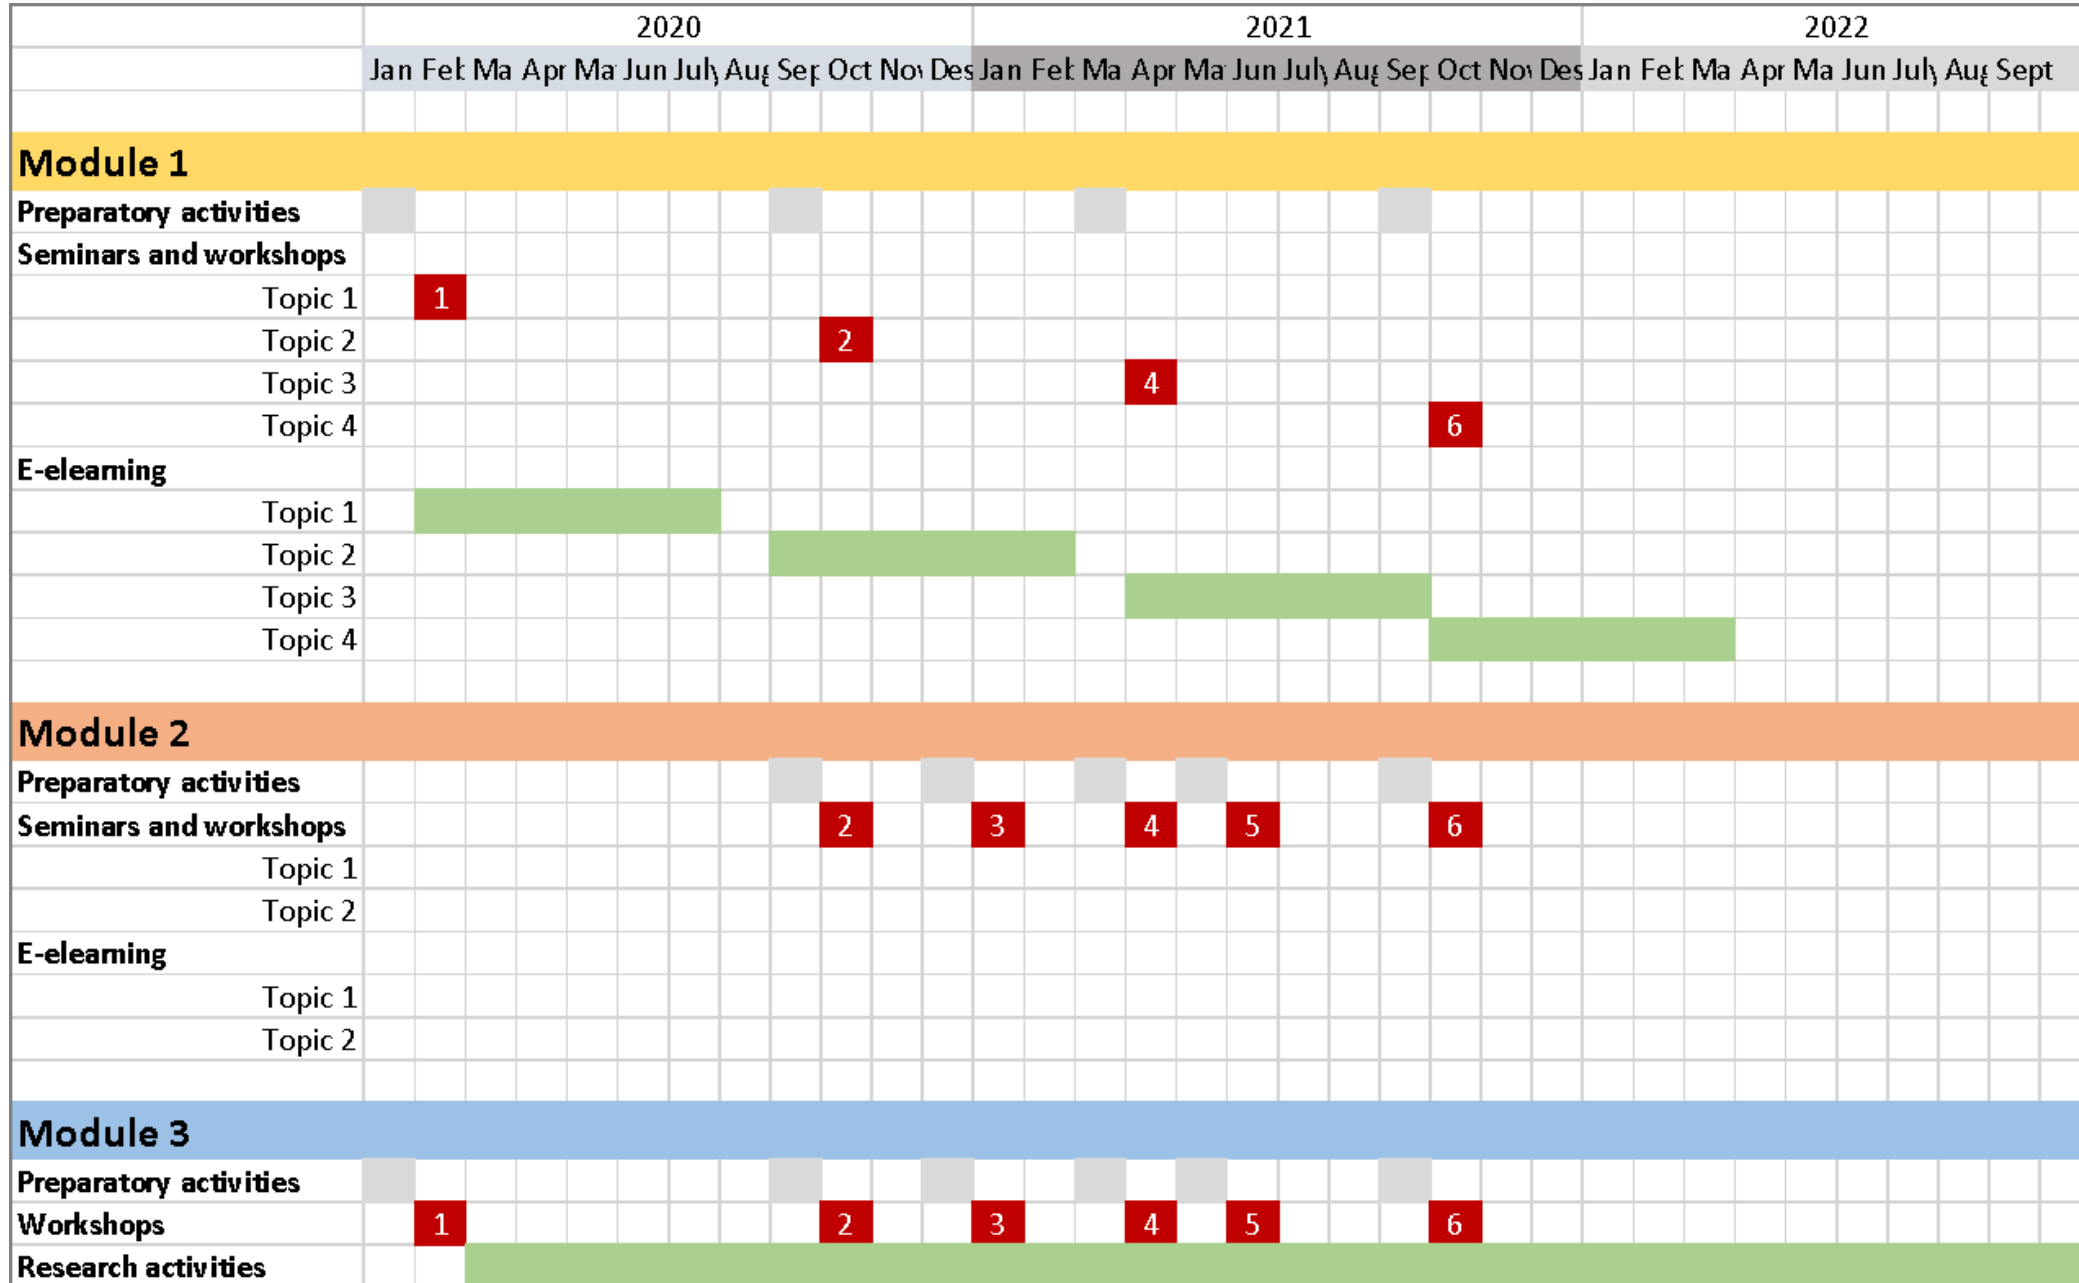 2020 2021 2022
Jan Feb Ma Apr Ma Jun July Aug Sep Oct Nov Des Jan Feb Ma Apr Ma Jun July Aug Sep Oct Nov Des Jan Feb Ma Apr Ma Jun July Aug Sept
Module 1
Preparatory activities
Seminars and workshops
Topic 1 1
Topic 2 2
Topic 3 4
Topic 4 6
E-elearning
Topic 1
Topic 2
Topic 3
Topic 4
Module 2
Preparatory activities
Seminars and workshops 2 3 4 5 6
Topic 1
Topic 2
E-elearning
Topic 1
Topic 2
Module 3
Preparatory activities
Workshops 1 2 3 4 5 6
Research activities